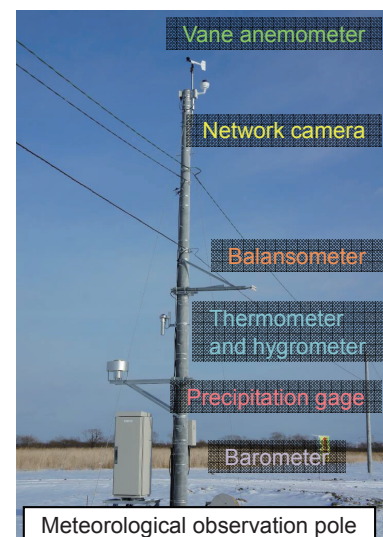 Vane anemometer
Network camera
Balansometer
Thermometer
and hygrometer
Precipitation gage
Barometer
Meteorological observation pole